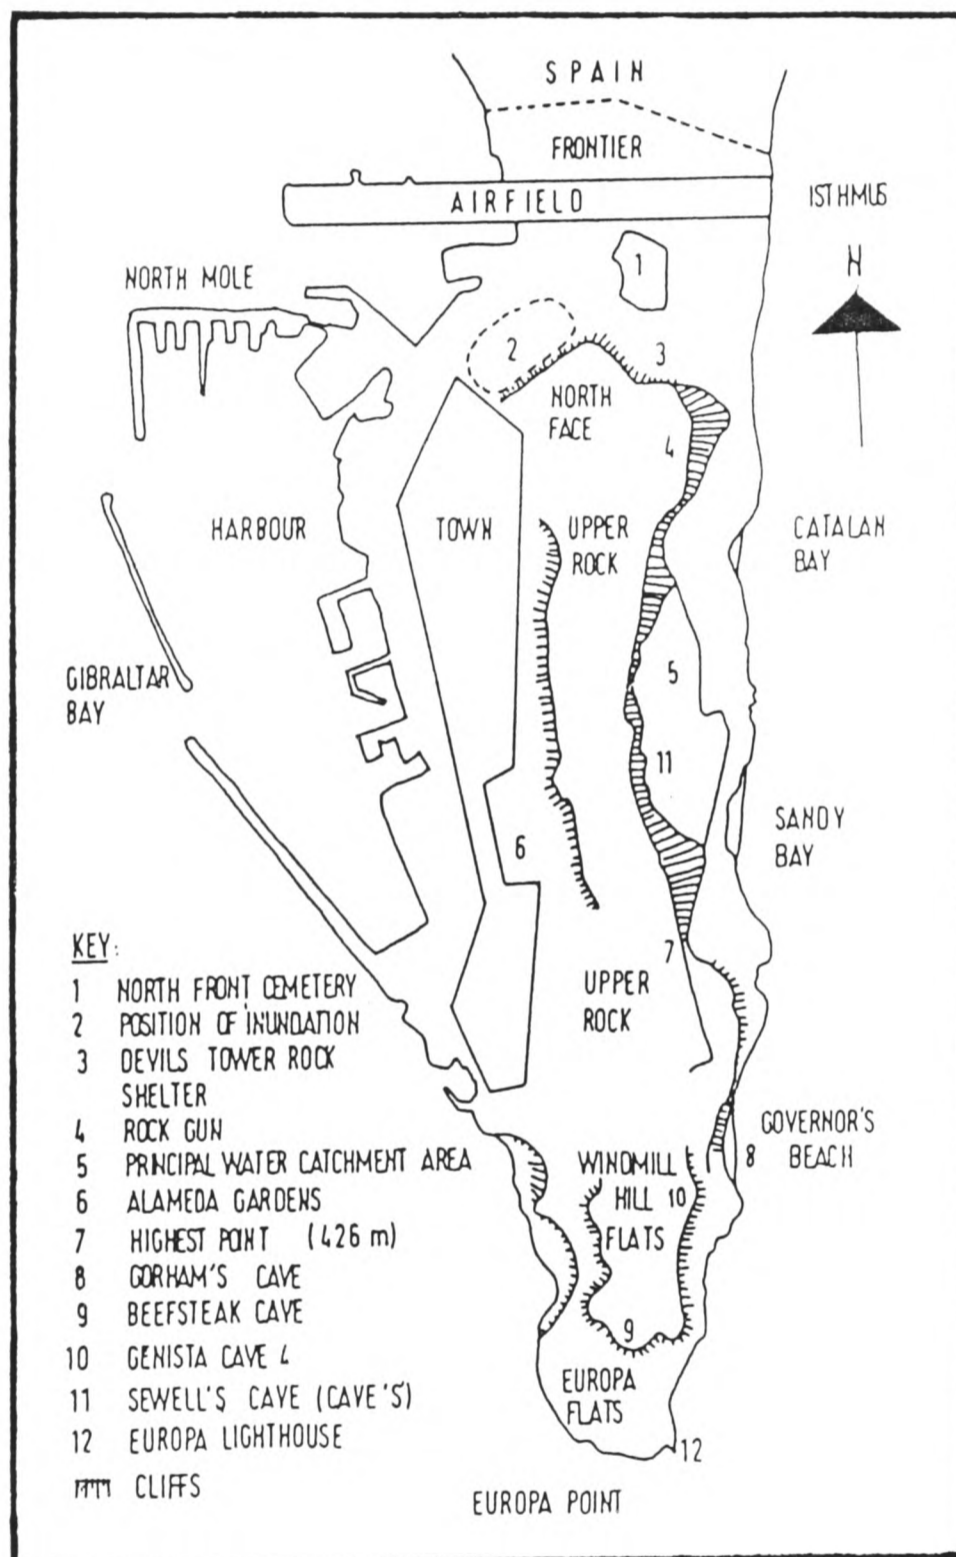 SPAIN
FRONTIER
AIRFIELD
ISTHMUS
1
N
NORTH MOLE
2
3
NORTH
FACE
4
HARBOUR
TOWN
UPPER
ROCK
CATALAN
BAY
GIBRALTAR
BAY
5
11
6
SANDY
BAY
7
UPPER
ROCK
KEY:
1 NORTH FRONT CEMETERY
2 POSITION OF INUNDATION
3 DEVILS TOWER ROCK
SHELTER
4 ROCK GUN
5 PRINCIPAL WATER CATCHMENT AREA
6 ALAMEDA GARDENS
7 HIGHEST POINT (426 m)
8 GORHAM'S CAVE
9 BEEFSTEAK CAVE
10 GENISTA CAVE 4
11 SEWELL'S CAVE (CAVE 'S')
12 EUROPA LIGHTHOUSE
CLIFFS
GOVERNOR'S
8 BEACH
WINDMILL
HILL 10
FLATS
9
EUROPA
FLATS
12
EUROPA POINT